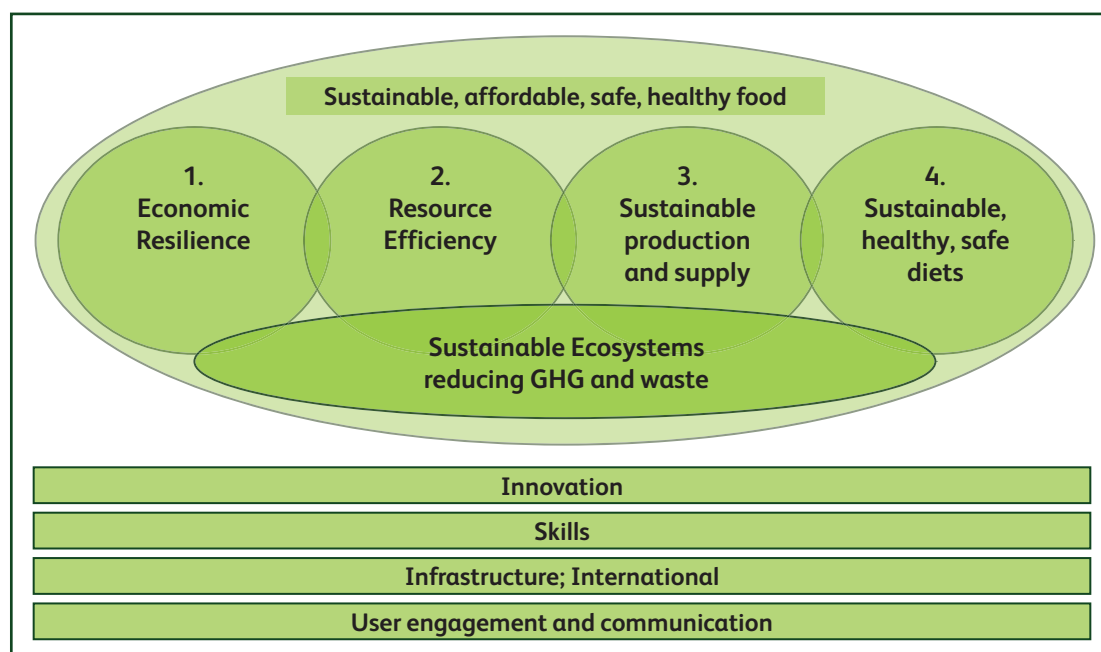 Sustainable, affordable, safe, healthy food
1.
Economic
Resilience
2.
Resource
Efficiency
3.
Sustainable
production
and supply
4.
Sustainable,
healthy, safe
diets
Sustainable Ecosystems
reducing GHG and waste
Innovation
Skills
Infrastructure; International
User engagement and communication